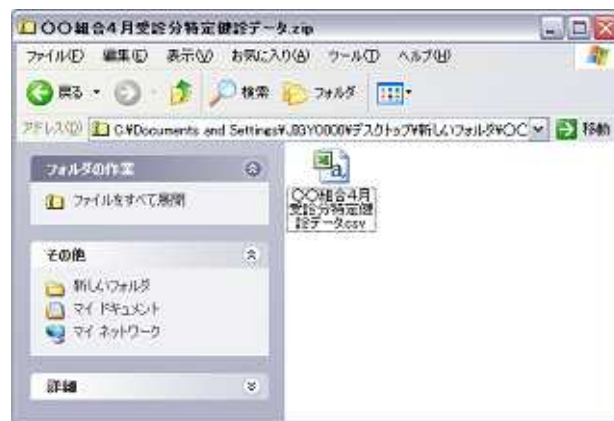 〇〇組合4月受診分特定健診データ.zip
ファイル(F) 編集(E) 表示(V) お気に入り(A) ツール(T) ヘルプ(H)
戻る 検索 フォルダ
アドレス(D) C:¥Documents and Settings¥J83Y0000¥デスクトップ¥新しいフォルダ¥〇〇 移動
フォルダの作業
ファイルをすべて展開
その他
新しいフォルダ
マイ ドキュメント
マイ ネットワーク
詳細
〇〇組合4月
受診分特定健
診データ.csv